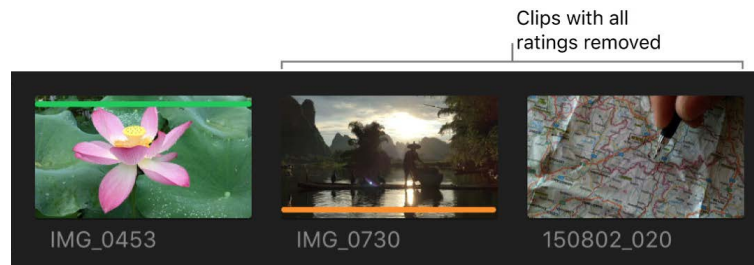 Clips with all
ratings removed
IMG_0453
IMG_0730
150802_020